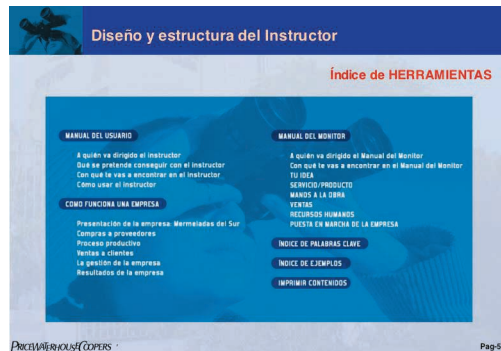 Diseño y estructura del Instructor
Índice de HERRAMIENTAS
MANUAL DEL USUARIO
A quién va dirigido el instructor
Qué se pretende conseguir con el instructor
Con qué te vas a encontrar en el instructor
Cómo usar el instructor
COMO FUNCIONA UNA EMPRESA
Presentación de la empresa: Mermeladas del Sur
Compras a proveedores
Proceso productivo
Ventas a clientes
La gestión de la empresa
Resultados de la empresa
MANUAL DEL MONITOR
A quién va dirigido el Manual del Monitor
Con qué te vas a encontrar en el Manual del Monitor
TU IDEA
SERVICIO/PRODUCTO
MANOS A LA OBRA
VENTAS
RECURSOS HUMANOS
PUESTA EN MARCHA DE LA EMPRESA
ÍNDICE DE PALABRAS CLAVE
ÍNDICE DE EJEMPLOS
IMPRIMIR CONTENIDOS
PRICEWATERHOUSECOOPERS
Pag-5